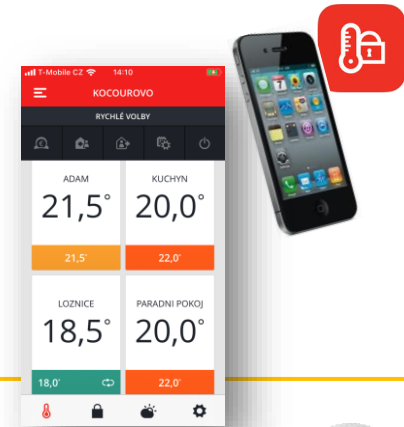 T-Mobile CZ 14:10
KOCOUROVO
RYCHLÉ VOLBY
ADAM
21,5°
21,5°
KUCHYN
20,0°
22,0°
LOZNICE
18,5°
18,0°
PARADNI POKOJ
20,0°
22,0°